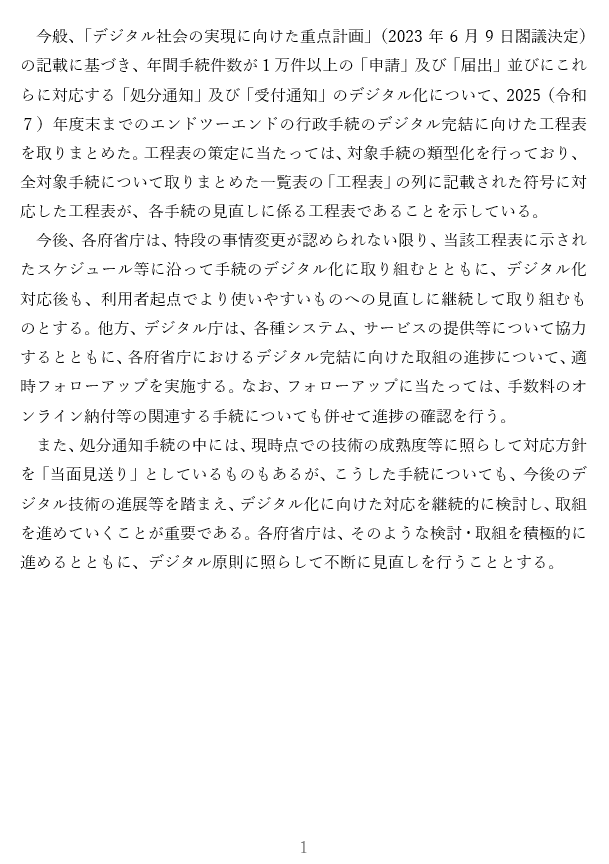 今般、「デジタル社会の実現に向けた重点計画」（2023 年 6 月 9 日閣議決定）
の記載に基づき、年間手続件数が１万件以上の「申請」及び「届出」並びにこれ
らに対応する「処分通知」及び「受付通知」のデジタル化について、2025（令和
７）年度末までのエンドツーエンドの行政手続のデジタル完結に向けた工程表
を取りまとめた。工程表の策定に当たっては、対象手続の類型化を行っており、
全対象手続について取りまとめた一覧表の「工程表」の列に記載された符号に対
応した工程表が、各手続の見直しに係る工程表であることを示している。
今後、各府省庁は、特段の事情変更が認められない限り、当該工程表に示され
たスケジュール等に沿って手続のデジタル化に取り組むとともに、デジタル化
対応後も、利用者起点でより使いやすいものへの見直しに継続して取り組むも
のとする。他方、デジタル庁は、各種システム、サービスの提供等について協力
するとともに、各府省庁におけるデジタル完結に向けた取組の進捗について、適
時フォローアップを実施する。なお、フォローアップに当たっては、手数料のオ
ンライン納付等の関連する手続についても併せて進捗の確認を行う。
また、処分通知手続の中には、現時点での技術の成熟度等に照らして対応方針
を「当面見送り」としているものもあるが、こうした手続についても、今後のデ
ジタル技術の進展等を踏まえ、デジタル化に向けた対応を継続的に検討し、取組
を進めていくことが重要である。各府省庁は、そのような検討・取組を積極的に
進めるとともに、デジタル原則に照らして不断に見直しを行うこととする。
1